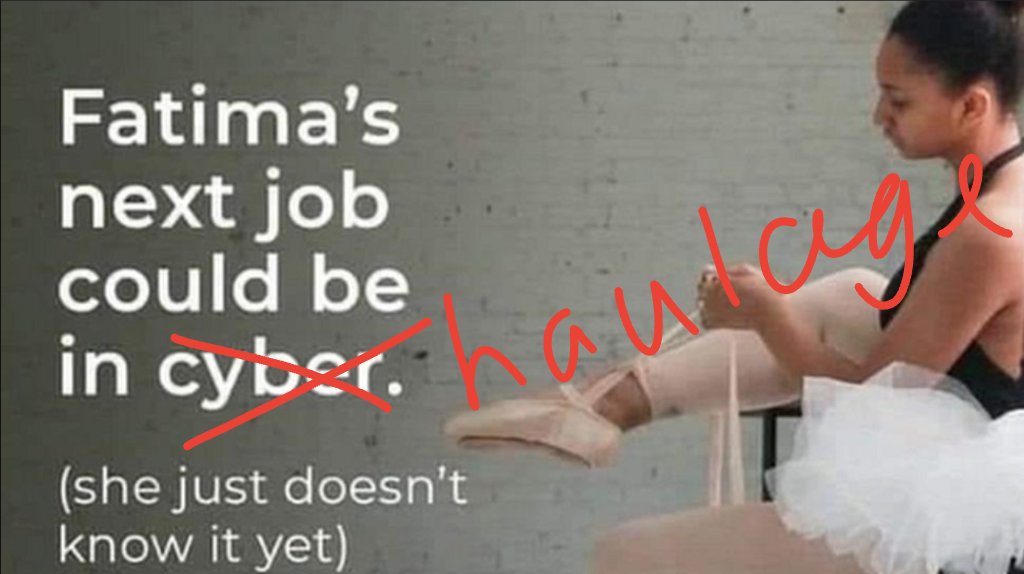 Fatima's
next job
could be
in cyber. haulage
(she just doesn't
know it yet)